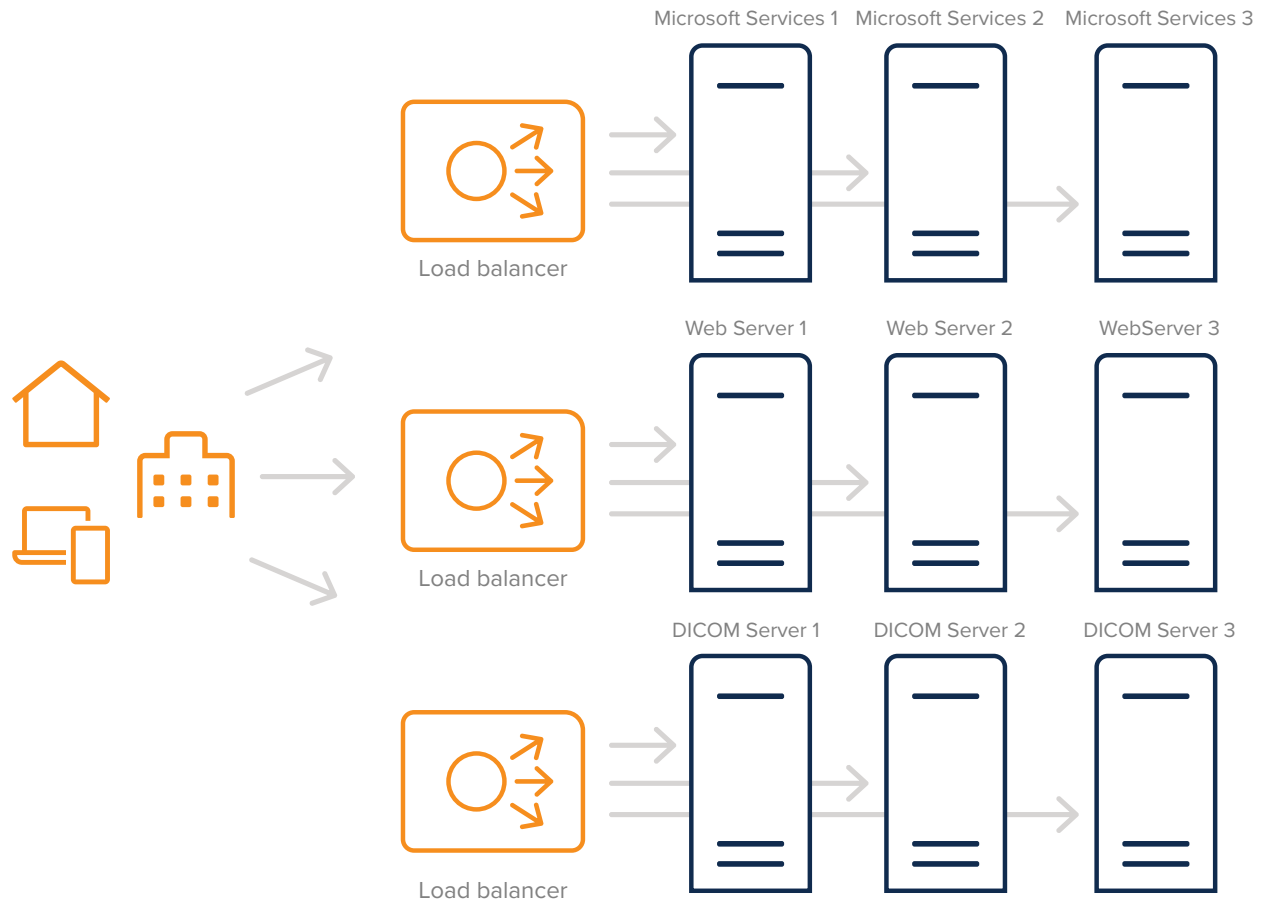 Microsoft Services 1 Microsoft Services 2 Microsoft Services 3
Load balancer
Web Server 1 Web Server 2 WebServer 3
Load balancer
DICOM Server 1 DICOM Server 2 DICOM Server 3
Load balancer